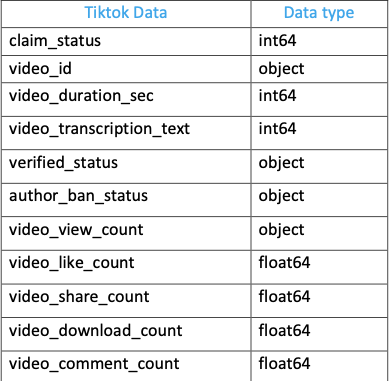 Tiktok Data Data type
claim_status int64
video_id object
video_duration_sec int64
video_transcription_text int64
verified_status object
author_ban_status object
video_view_count object
video_like_count float64
video_share_count float64
video_download_count float64
video_comment_count float64